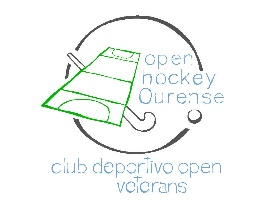 open
hockey
Ourense
club deportivo open
veterans